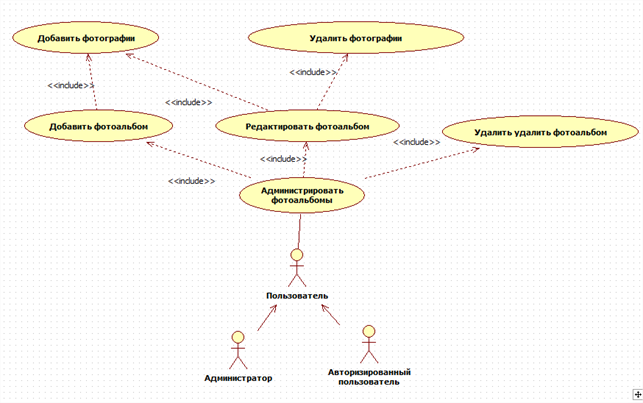 Добавить фотографии
Удалить фотографии
<<include>>
<<include>>
<<include>>
Добавить фотоальбом
Редактировать фотоальбом
Удалить удалить фотоальбом
<<include>>
<<include>>
<<include>>
Администрировать
фотоальбомы
Пользователь
Администратор
Авторизированный
пользователь